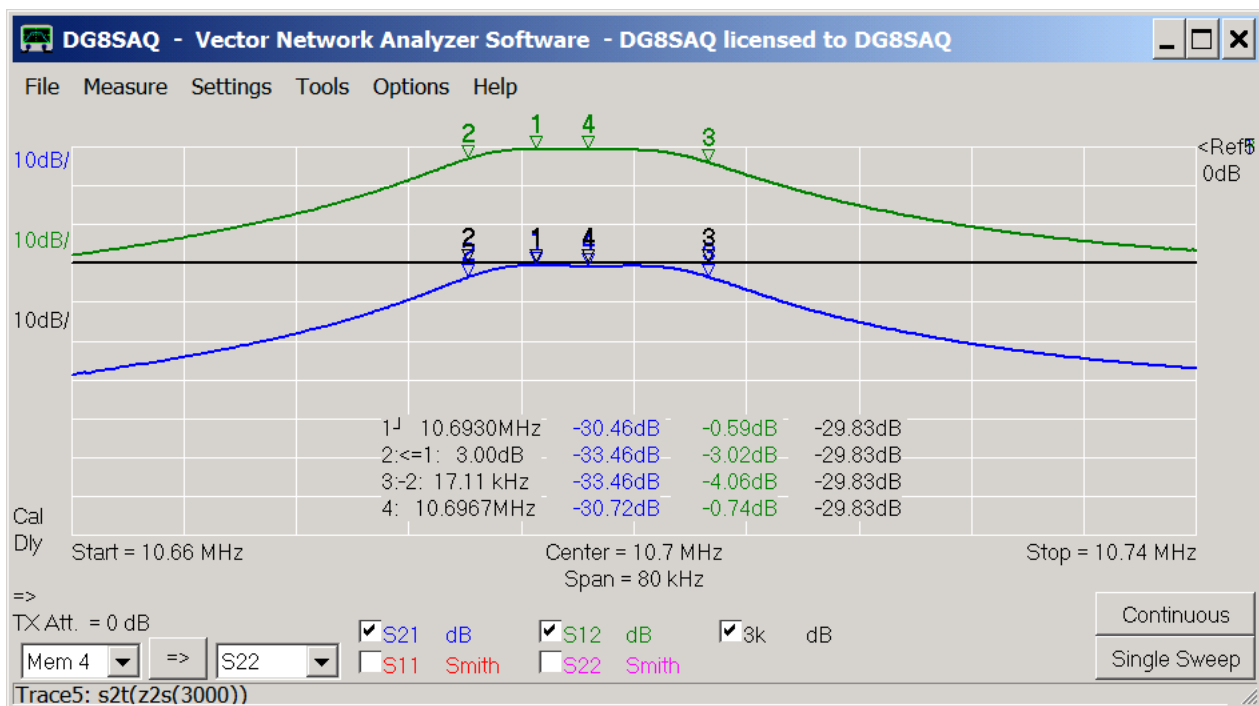 DG8SAQ - Vector Network Analyzer Software - DG8SAQ licensed to DG8SAQ
File Measure Settings Tools Options Help
2 1 4 3
10dB/
<Ref
0dB
10dB/
2 1 4 3
10dB/
1┘ 10.6930MHz -30.46dB -0.59dB -29.83dB
2:<=1: 3.00dB -33.46dB -3.02dB -29.83dB
3:-2: 17.11 kHz -33.46dB -4.06dB -29.83dB
4: 10.6967MHz -30.72dB -0.74dB -29.83dB
Cal
Dly
Start = 10.66 MHz Center = 10.7 MHz Stop = 10.74 MHz
Span = 80 kHz
=>
TX Att. = 0 dB
Continuous
S21 dB S12 dB 3k dB
Mem 4 => S22
S11 Smith S22 Smith
Single Sweep
Trace5: s2t(z2s(3000))